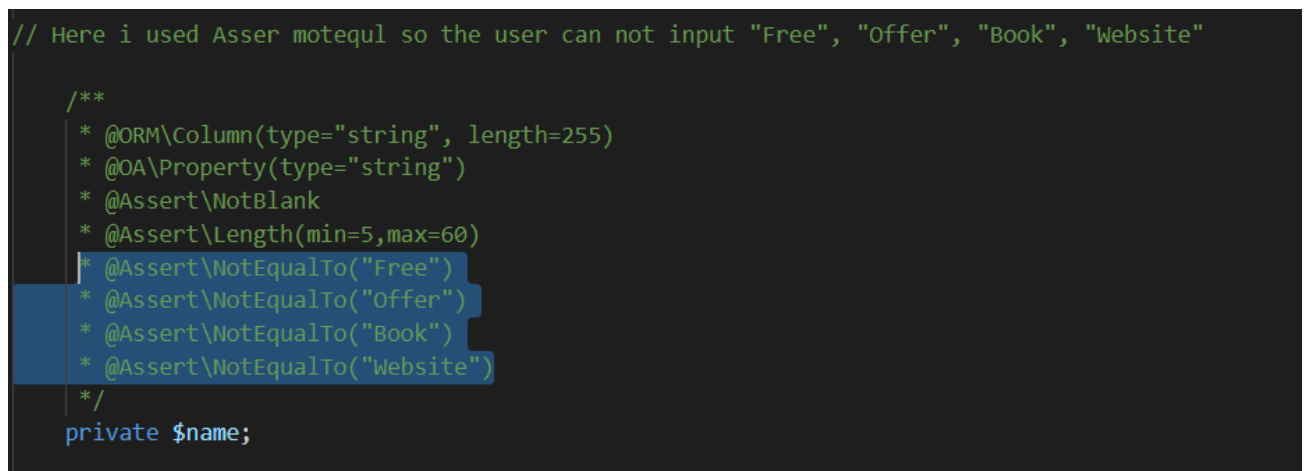 // Here i used Asser motequl so the user can not input "Free", "Offer", "Book", "Website"
/**
* @ORM\Column(type="string", length=255)
* @OA\Property(type="string")
* @Assert\NotBlank
* @Assert\Length(min=5,max=60)
* @Assert\NotEqualTo("Free")
* @Assert\NotEqualTo("Offer")
* @Assert\NotEqualTo("Book")
* @Assert\NotEqualTo("Website")
*/
private $name;